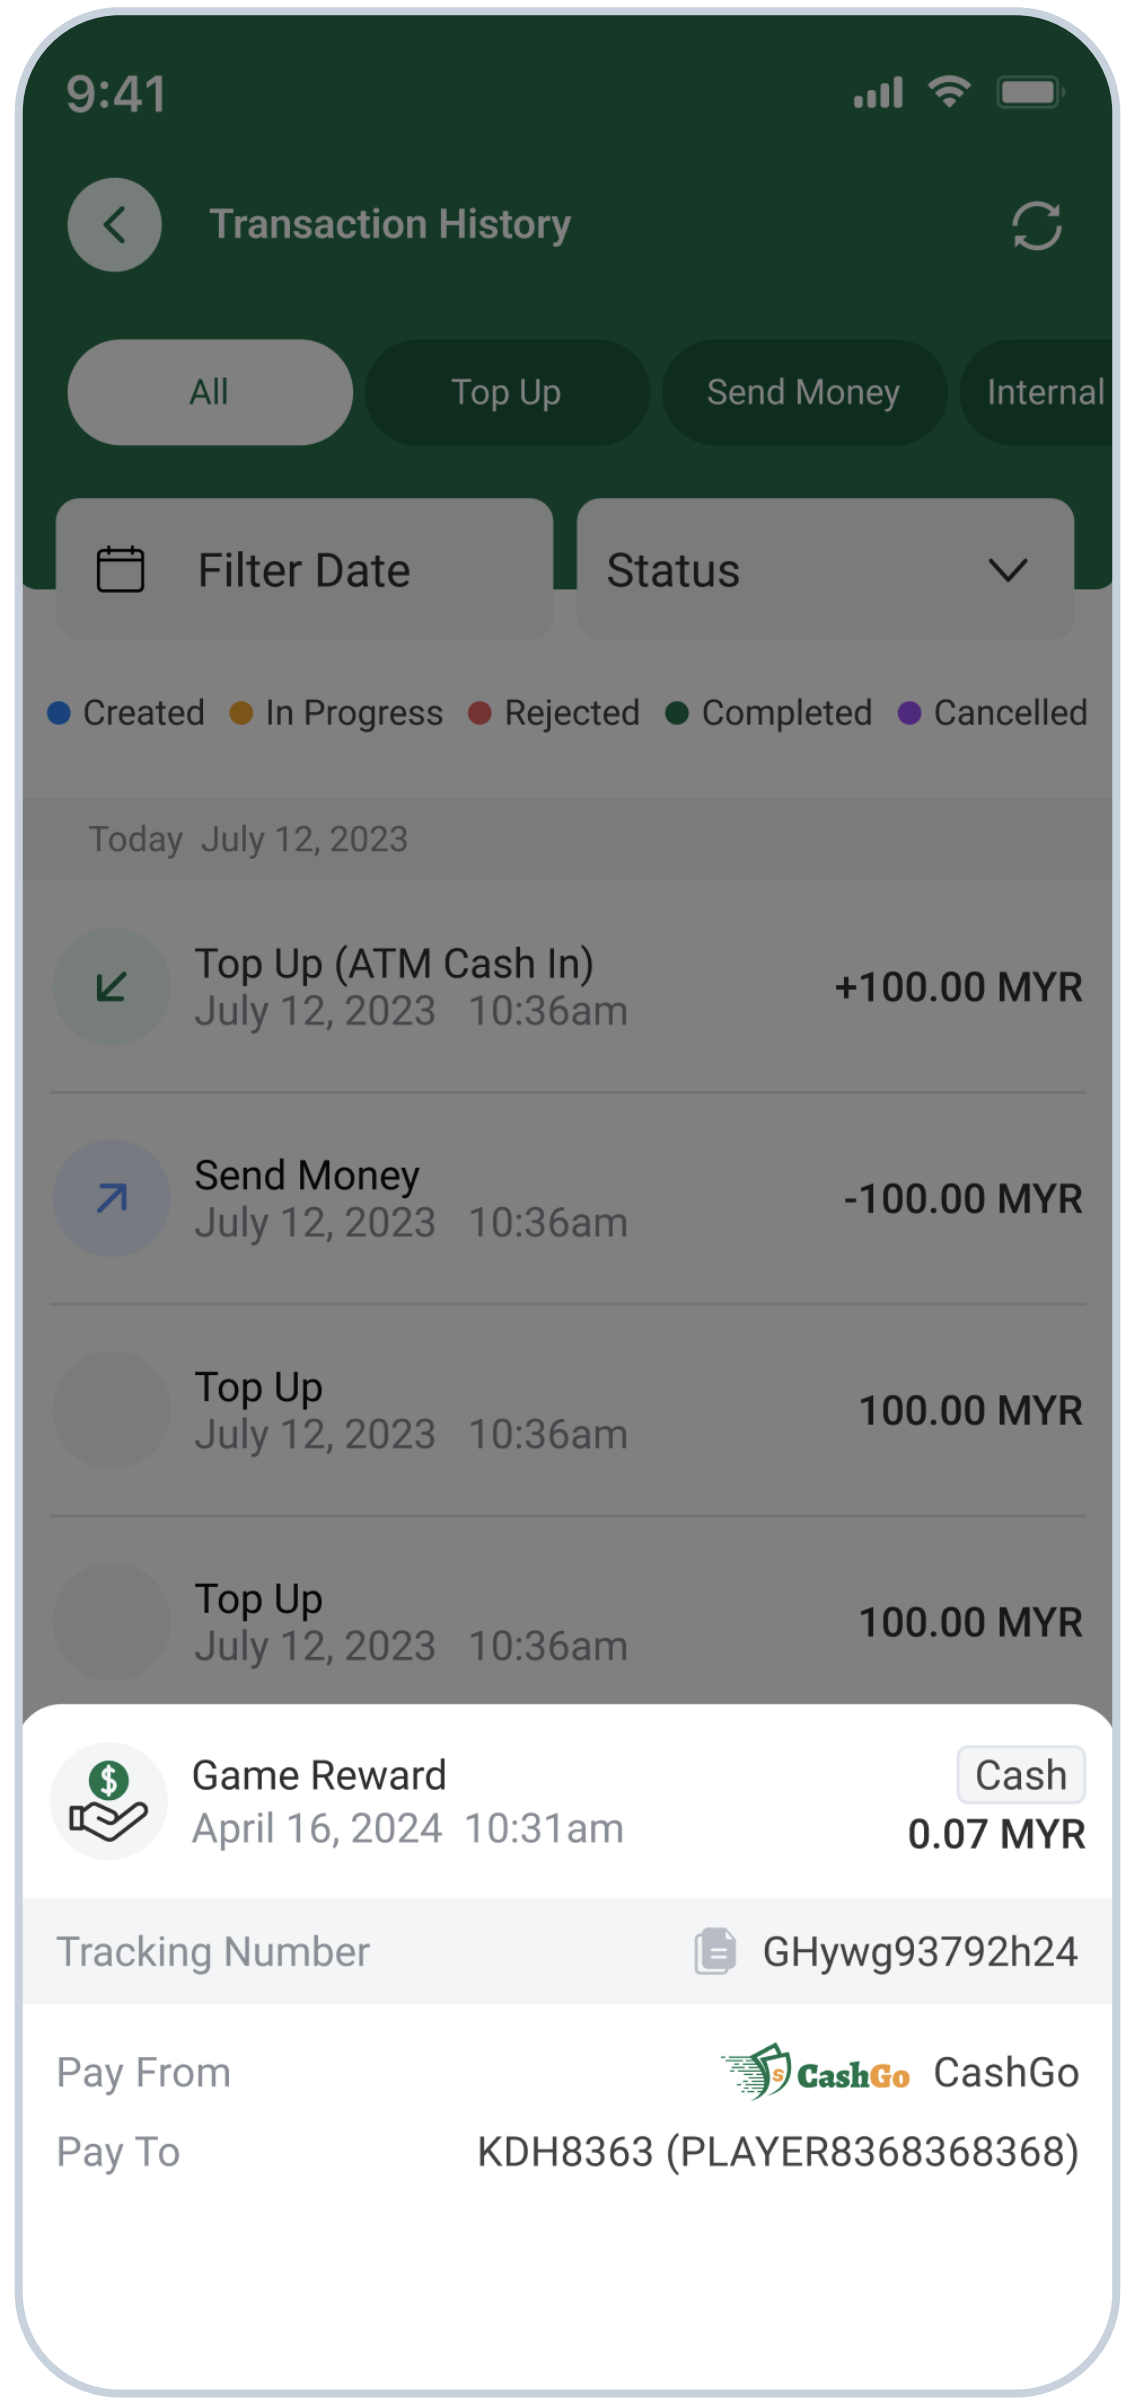 9:41
Transaction History
All Top Up Send Money Internal
Filter Date Status
Created In Progress Rejected Completed Cancelled
Today July 12, 2023
Top Up (ATM Cash In)
July 12, 2023 10:36am
+100.00 MYR
Send Money
July 12, 2023 10:36am
-100.00 MYR
Top Up
July 12, 2023 10:36am
100.00 MYR
Top Up
July 12, 2023 10:36am
100.00 MYR
$
Game Reward
April 16, 2024 10:31am
Cash
0.07 MYR
Tracking Number GHywg93792h24
Pay From S CashGo CashGo
Pay To KDH8363 (PLAYER8368368368)